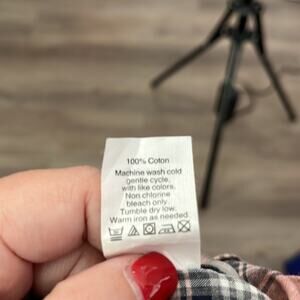 100% Coton
Machine wash cold
gentle cycle.
with like colors.
Non chlorine
bleach only.
Tumble dry low.
Warm iron as needed.